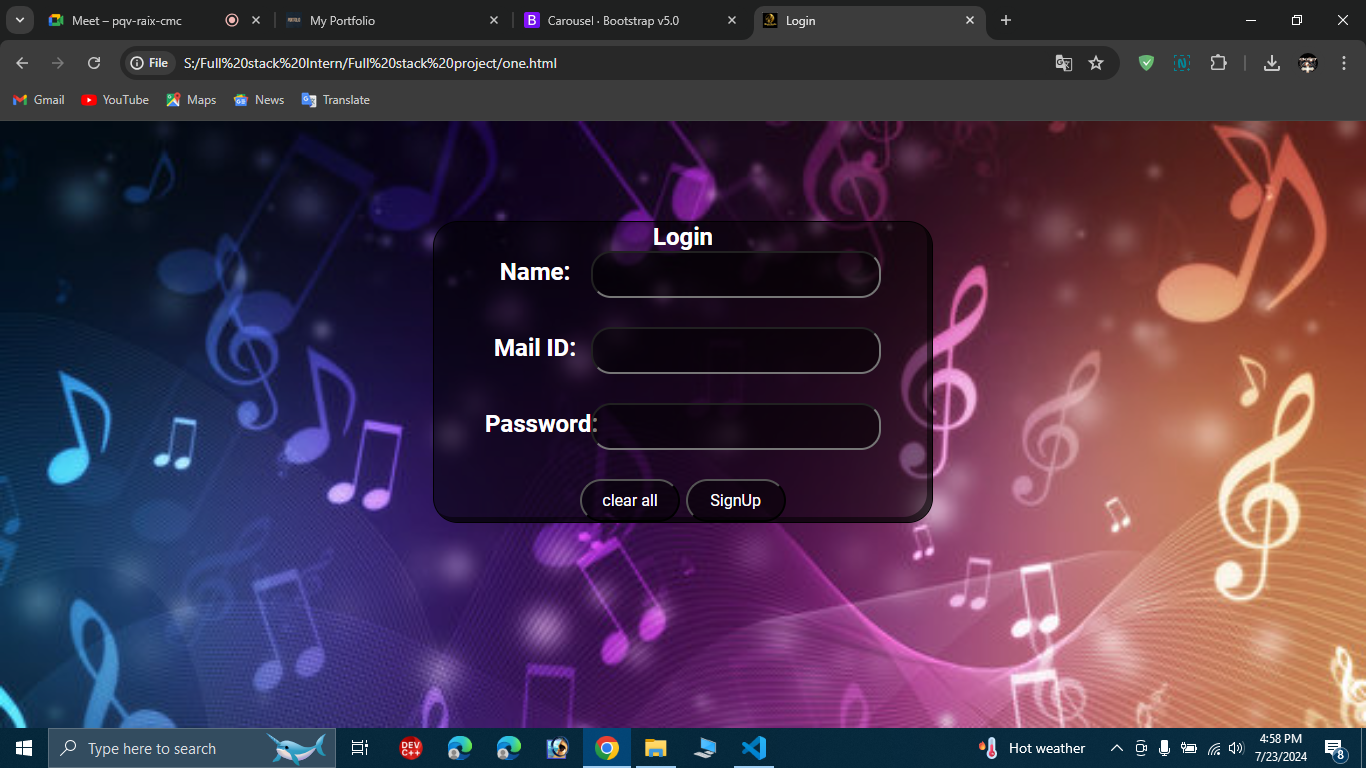 Meet – pqv-raix-cmc
My Portfolio
B
Carousel · Bootstrap v5.0
Login
File
S:/Full%20stack%20Intern/Full%20stack%20project/one.html
Gmail
YouTube
Maps
News
Translate
Login
Name:
Mail ID:
Password:
clear all
SignUp
Type here to search
DEV
C++
Hot weather
4:58 PM
7/23/2024
8